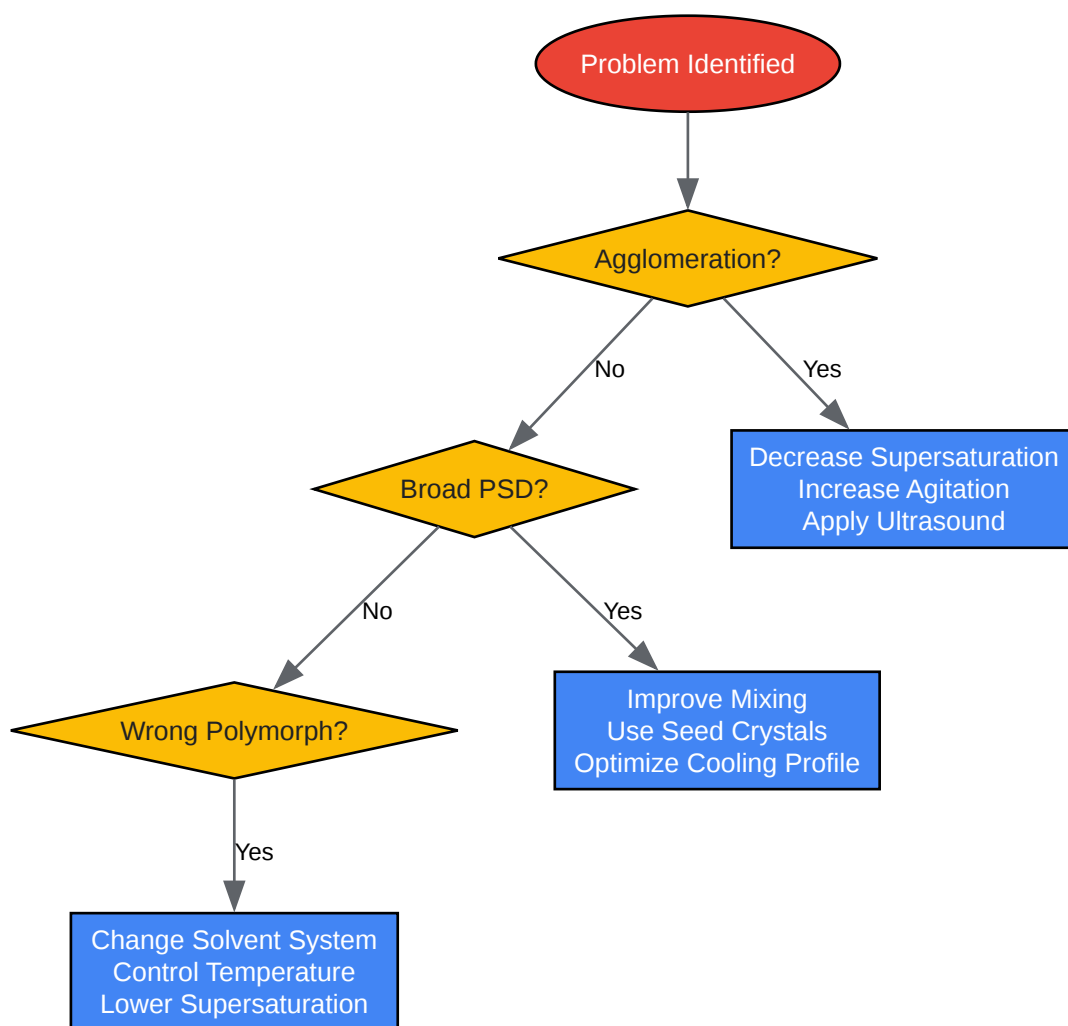 Problem Identified
Agglomeration?
No
Yes
Decrease Supersaturation
Increase Agitation
Apply Ultrasound
Broad PSD?
No
Yes
Improve Mixing
Use Seed Crystals
Optimize Cooling Profile
Wrong Polymorph?
Yes
Change Solvent System
Control Temperature
Lower Supersaturation